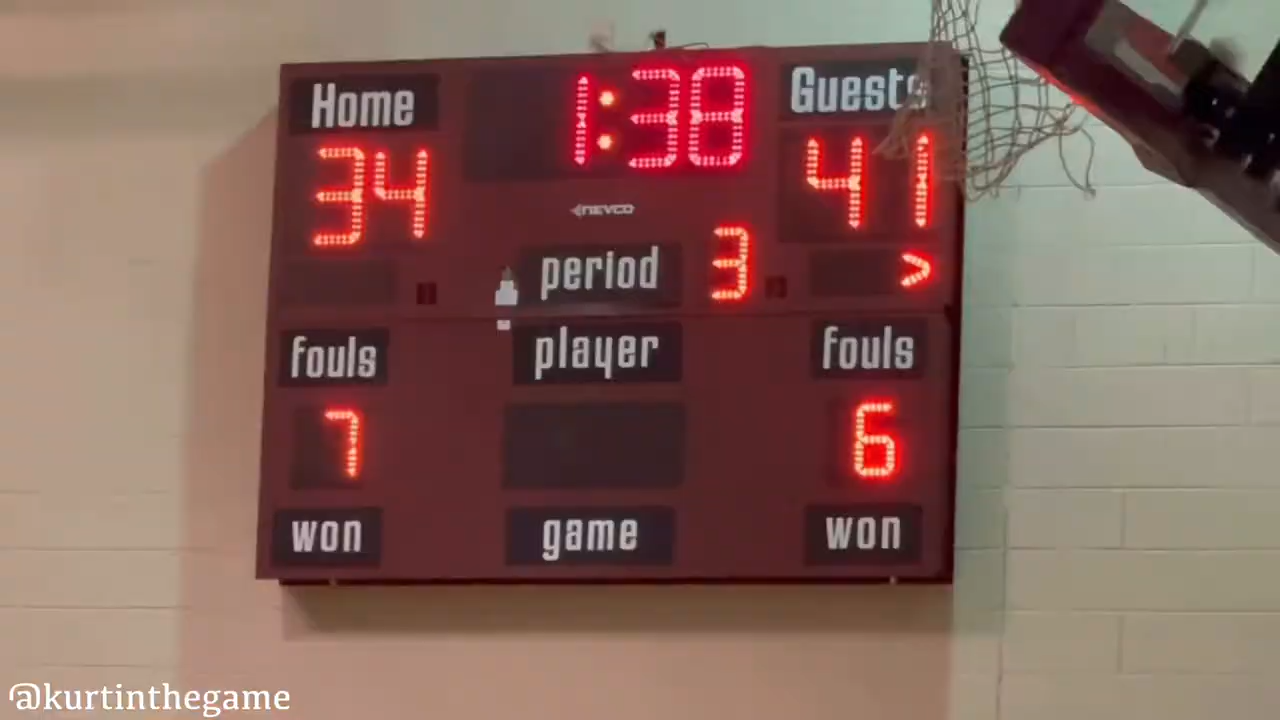 Home 1:38 Guests
34 41
NEVCO
period 3 >
fouls player fouls
7 6
won game won
@kurtinthegame